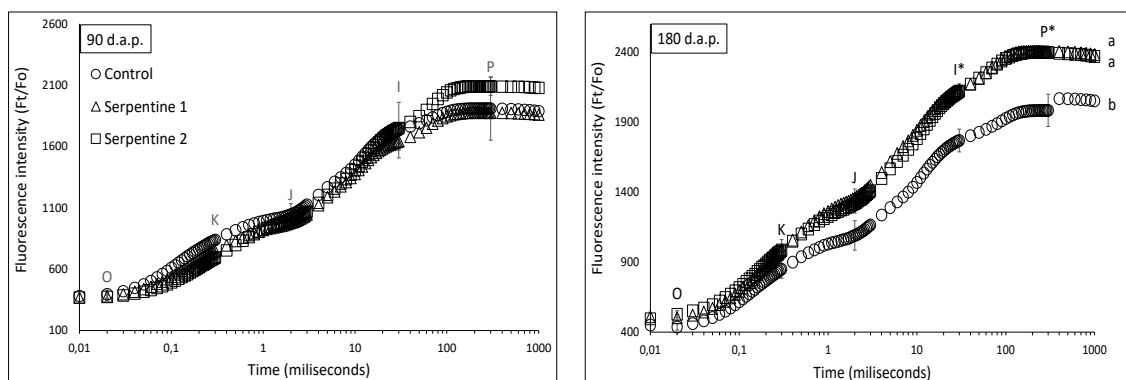 90 d.a.p.
Control
Serpentine 1
Serpentine 2
O
K
J
I
P
Fluorescence intensity (Ft/Fo)
2600
2100
1600
1100
600
100
0,01
0,1
1
10
100
1000
Time (miliseconds)
180 d.a.p.
O
K
J
I*
P*
a
a
b
Fluorescence intensity (Ft/Fo)
2400
1900
1400
900
400
0,01
0,1
1
10
100
1000
Time (miliseconds)